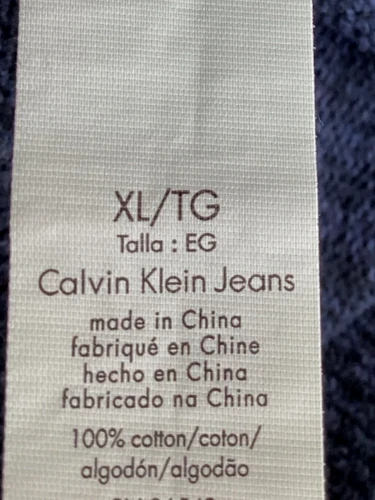 XL/TG
Talla : EG
Calvin Klein Jeans
made in China
fabriqué en Chine
hecho en China
fabricado na China
100% cotton/coton/
algodón/algodão